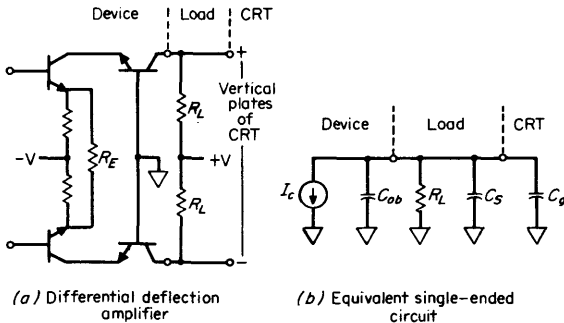 Device Load CRT
+
R_L
Vertical
plates
of
CRT
-V
R_E
+V
R_L
−
(a) Differential deflection
amplifier
Device Load CRT
I_c
C_ob
R_L
C_s
(b) Equivalent single-ended
circuit